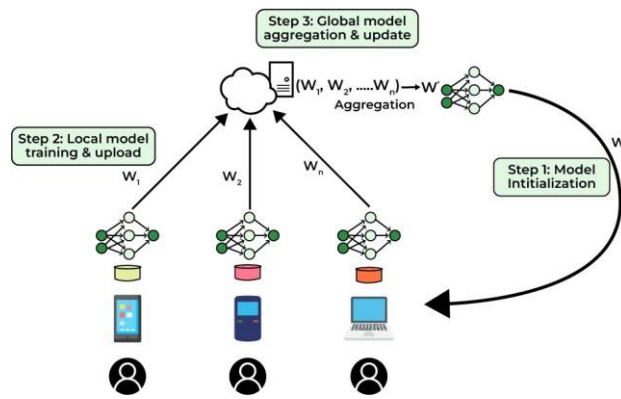 Step 3: Global model
aggregation & update
(W1, W2, .....Wn) → W'
Aggregation
Step 2: Local model
training & upload
W1
W2
Wn
W
Step 1: Model
Intitialization